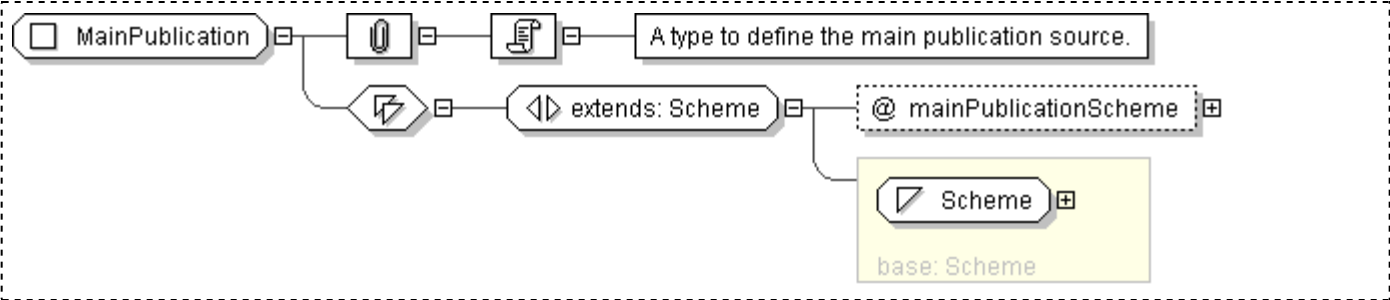 MainPublication
A type to define the main publication source.
extends: Scheme
@ mainPublicationScheme
Scheme
base: Scheme